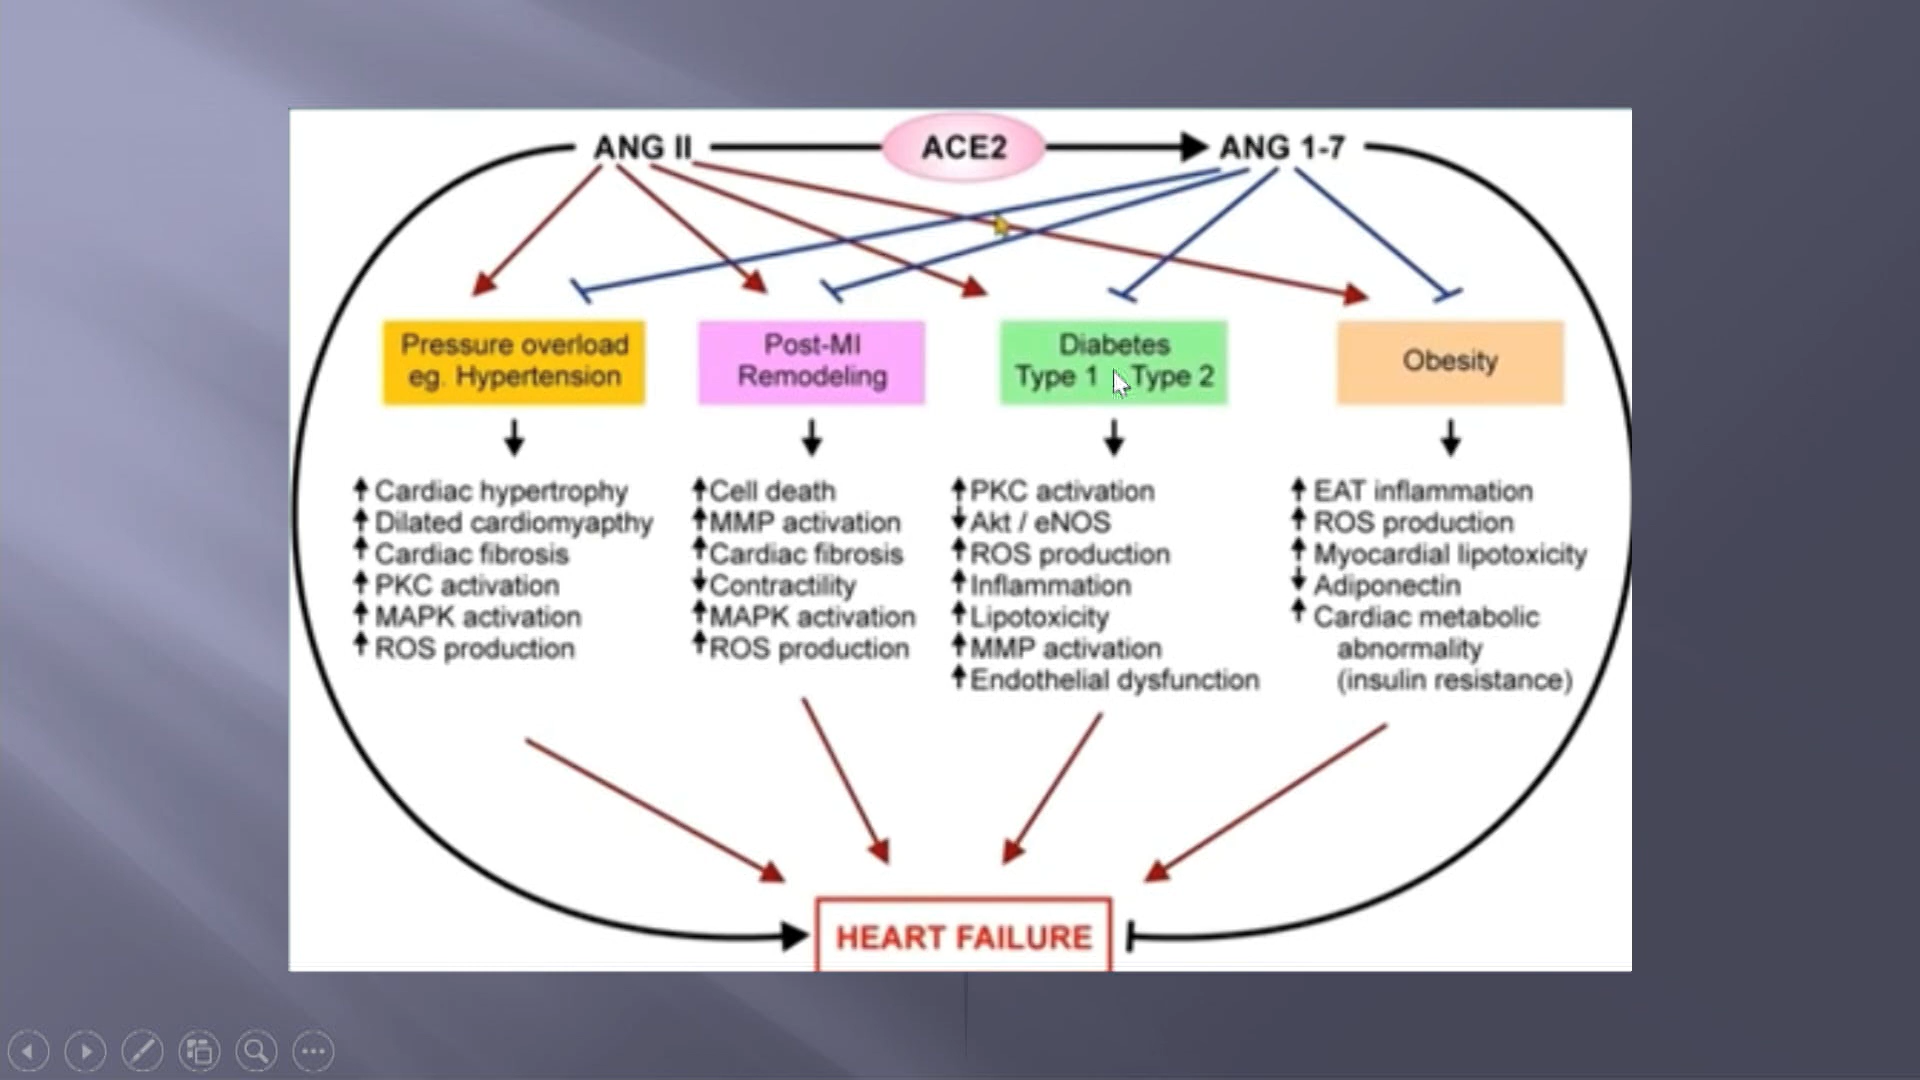 ANG II
ACE2
ANG 1-7
Pressure overload
eg. Hypertension
Post-MI
Remodeling
Diabetes
Type 1 Type 2
Obesity
Cardiac hypertrophy
Dilated cardiomyapthy
Cardiac fibrosis
PKC activation
MAPK activation
ROS production
Cell death
MMP activation
Cardiac fibrosis
Contractility
MAPK activation
ROS production
PKC activation
Akt / eNOS
ROS production
Inflammation
Lipotoxicity
MMP activation
Endothelial dysfunction
EAT inflammation
ROS production
Myocardial lipotoxicity
Adiponectin
Cardiac metabolic
abnormality
(insulin resistance)
HEART FAILURE